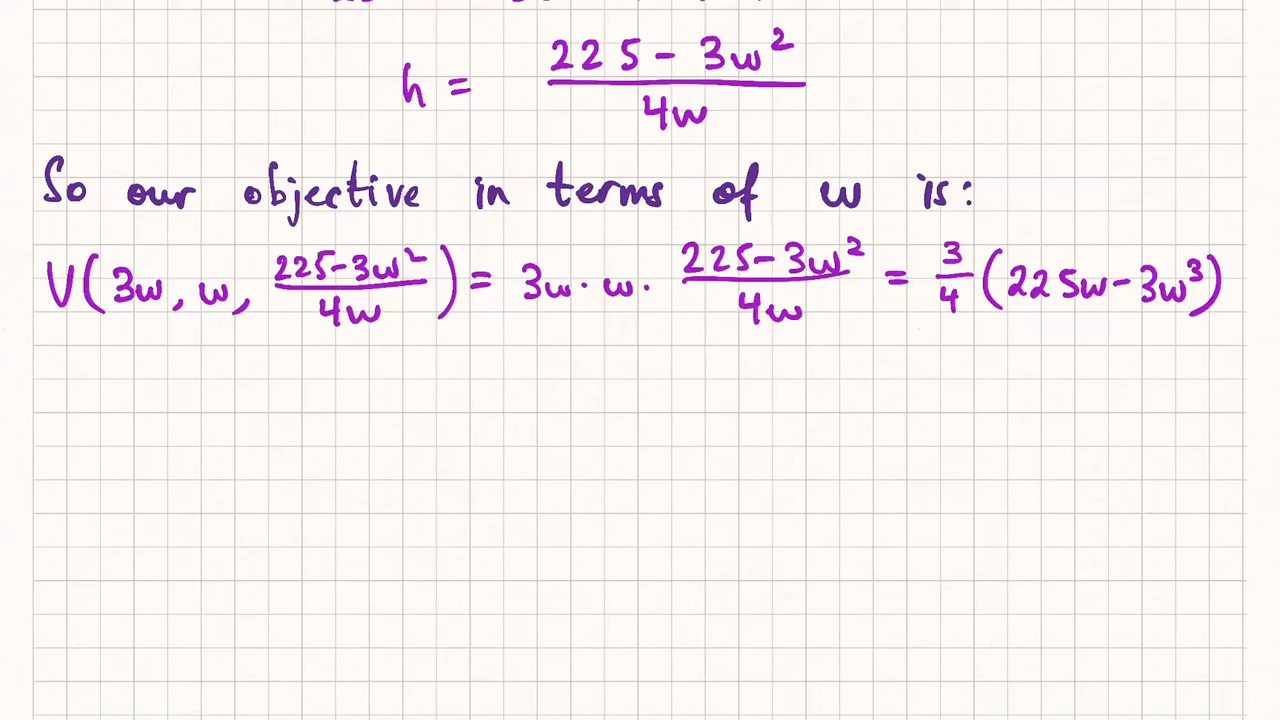 h = (225 - 3w²)/(4w)
So our objective in terms of w is:
V(3w, w, (225-3w²)/(4w)) = 3w · w · (225-3w²)/(4w) = 3/4 (225w - 3w³)